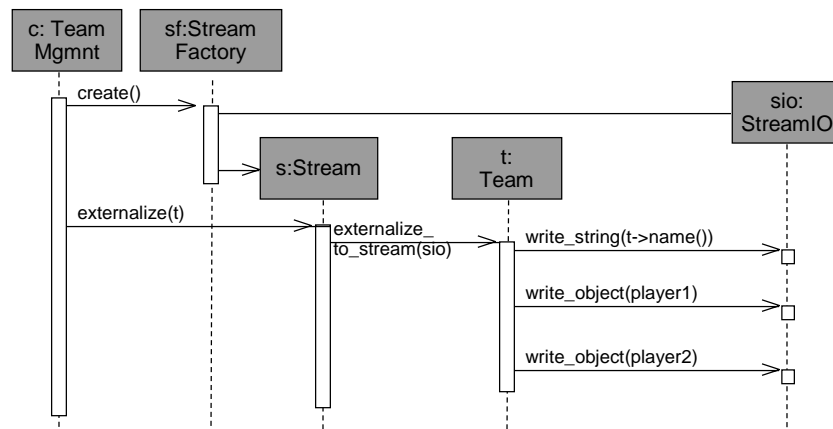 c: Team
Mgmnt
sf:Stream
Factory
create()
sio:
StreamIO
s:Stream
t:
Team
externalize(t)
externalize_
to_stream(sio)
write_string(t->name())
write_object(player1)
write_object(player2)